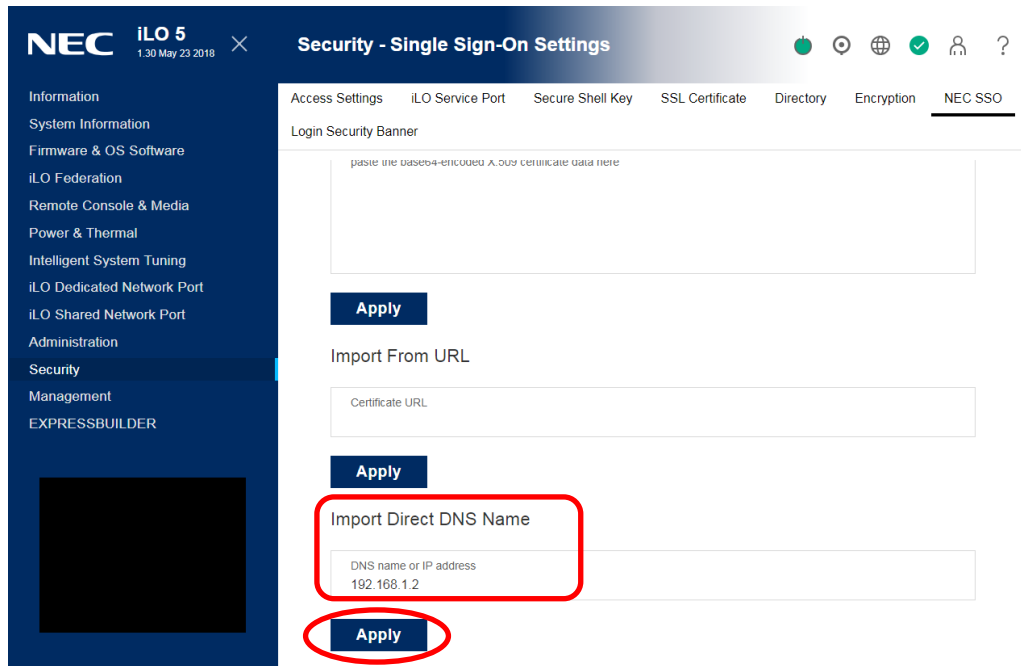 NEC
iLO 5
1.30 May 23 2018
Security - Single Sign-On Settings
?
Information
System Information
Firmware & OS Software
iLO Federation
Remote Console & Media
Power & Thermal
Intelligent System Tuning
iLO Dedicated Network Port
iLO Shared Network Port
Administration
Security
Management
EXPRESSBUILDER
Access Settings iLO Service Port Secure Shell Key SSL Certificate Directory Encryption NEC SSO
Login Security Banner
paste the base64-encoded X.509 certificate data here
Apply
Import From URL
Certificate URL
Apply
Import Direct DNS Name
DNS name or IP address
192.168.1.2
Apply